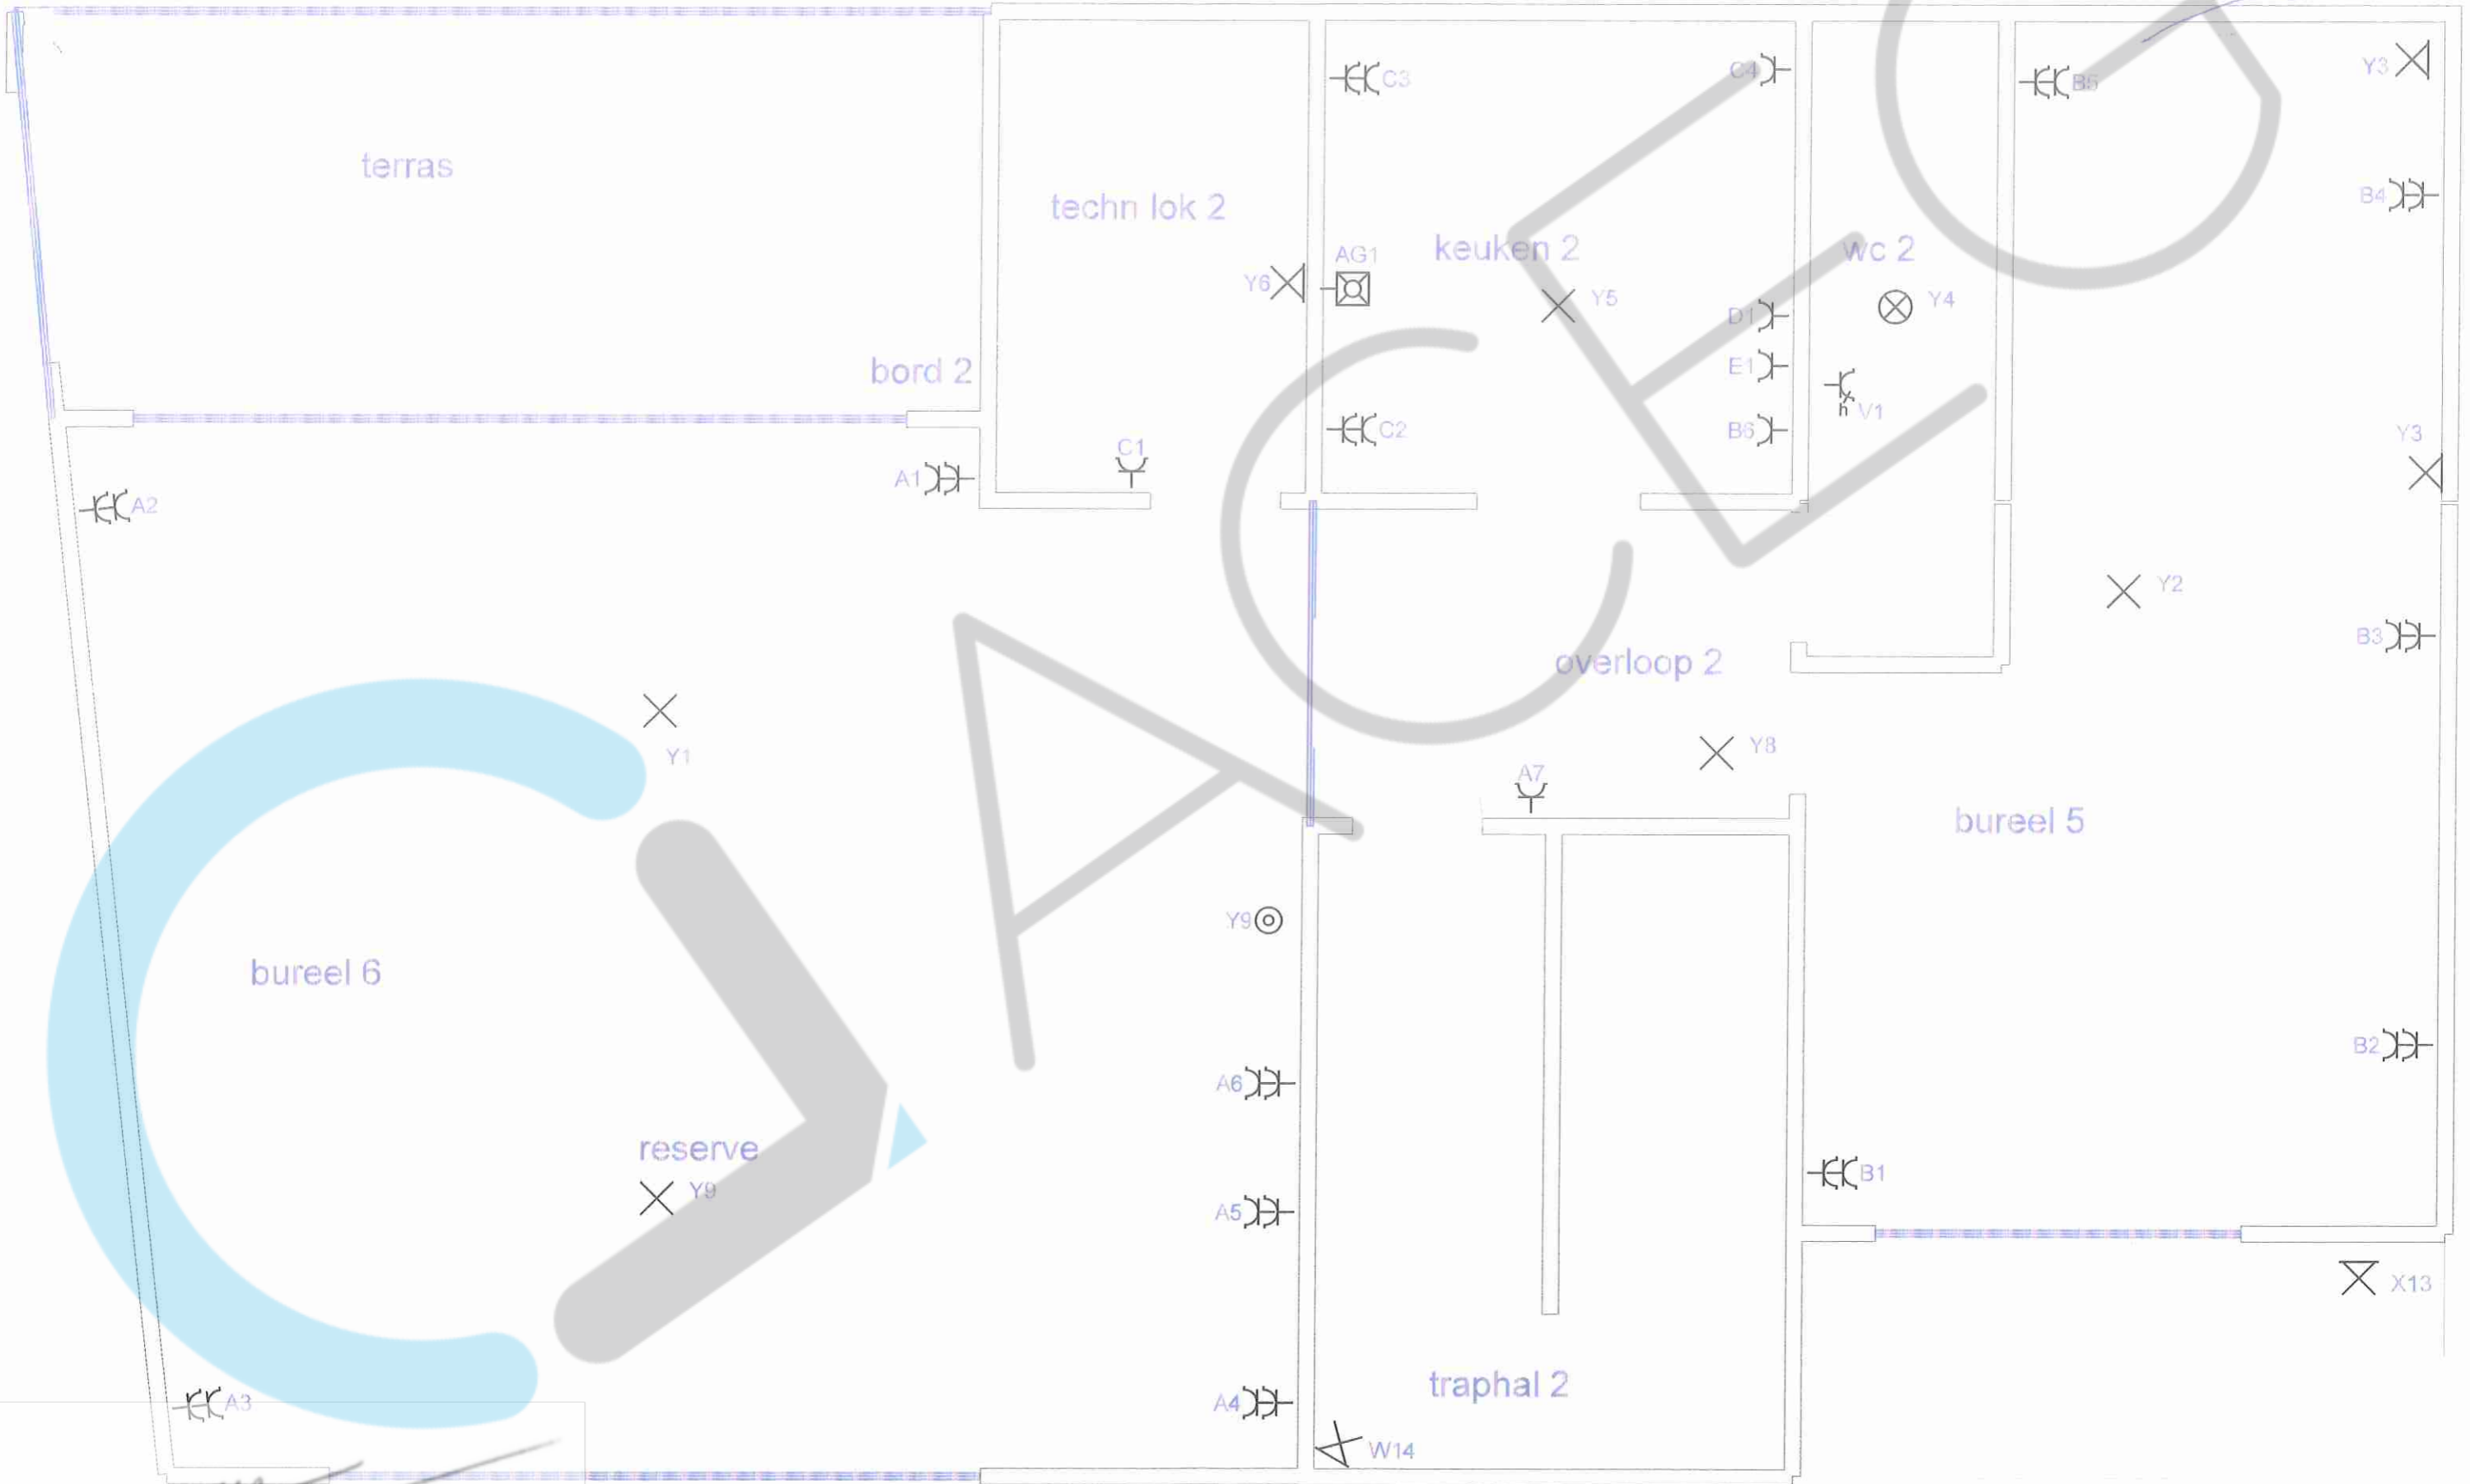 C3
C4
B5
Y3
terras
techn lok 2
B4
keuken 2
wc 2
AG1
Y6
Y5
Y4
D1
bord 2
E1
h
V1
C2
B6
C1
Y3
A1
A2
Y2
B3
overloop 2
Y1
Y8
A7
bureel 5
Y9
bureel 6
B2
A6
reserve
B1
Y9
A5
X13
traphal 2
A3
A4
W14
CACEO